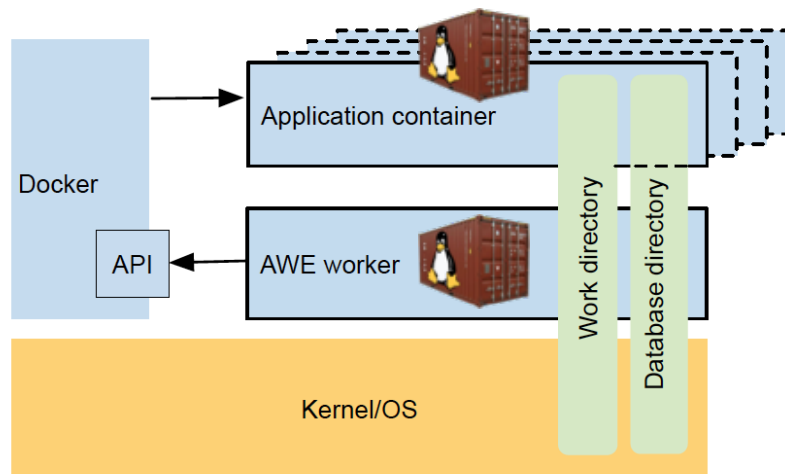 Application container
Docker
API
AWE worker
Work directory
Database directory
Kernel/OS